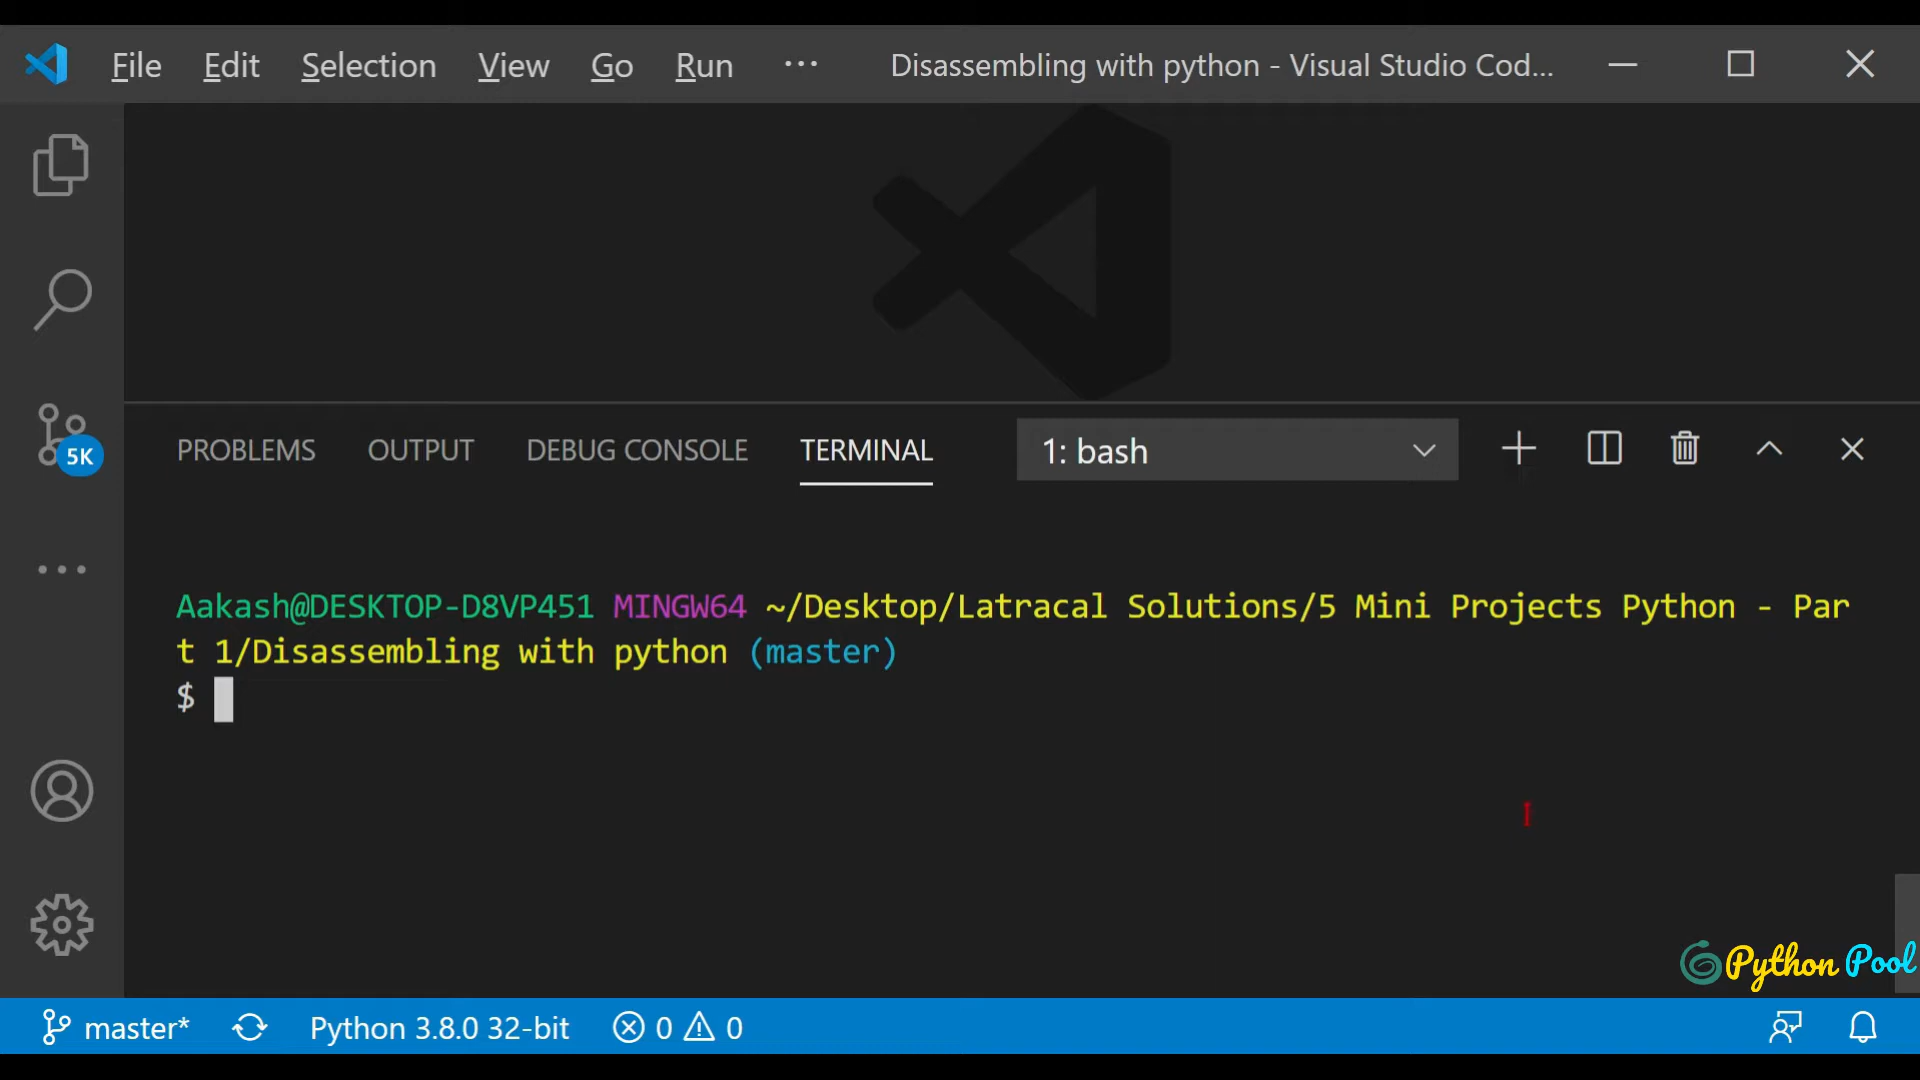 File Edit Selection View Go Run ··· Disassembling with python - Visual Studio Cod...
5K
PROBLEMS OUTPUT DEBUG CONSOLE TERMINAL 1: bash
Aakash@DESKTOP-D8VP451 MINGW64 ~/Desktop/Latracal Solutions/5 Mini Projects Python - Par
t 1/Disassembling with python (master)
$
Python Pool
master* Python 3.8.0 32-bit 0 0